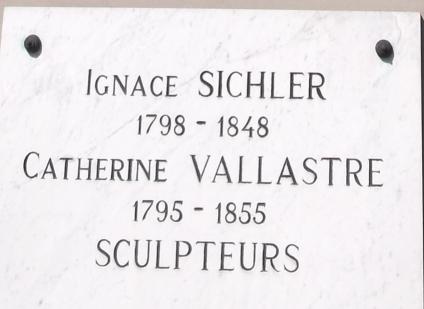 Ignace SICHLER
1798 - 1848
Catherine VALLASTRE
1795 - 1855
SCULPTEURS